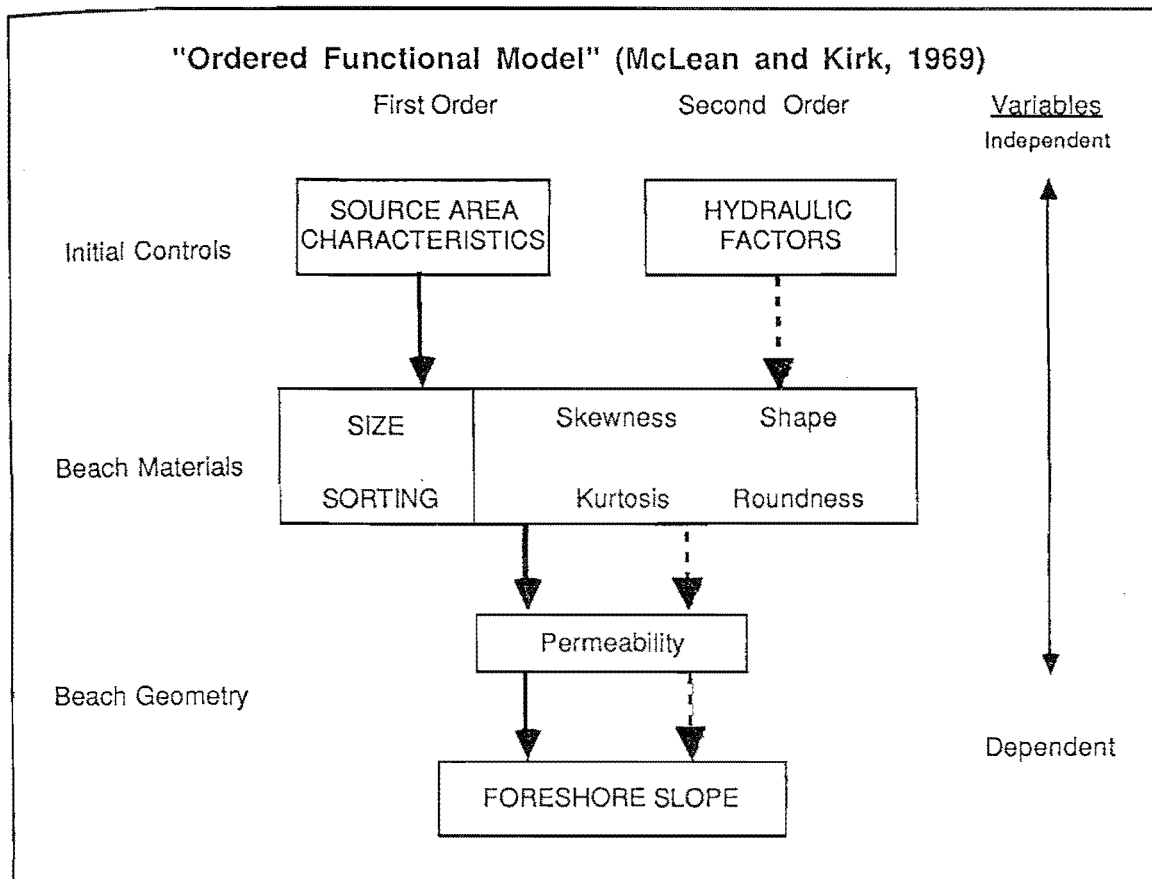 "Ordered Functional Model" (McLean and Kirk, 1969)
First Order
Second Order
Variables
Independent
SOURCE AREA
CHARACTERISTICS
HYDRAULIC
FACTORS
Initial Controls
SIZE
Skewness
Shape
Beach Materials
SORTING
Kurtosis
Roundness
Permeability
Beach Geometry
Dependent
FORESHORE SLOPE